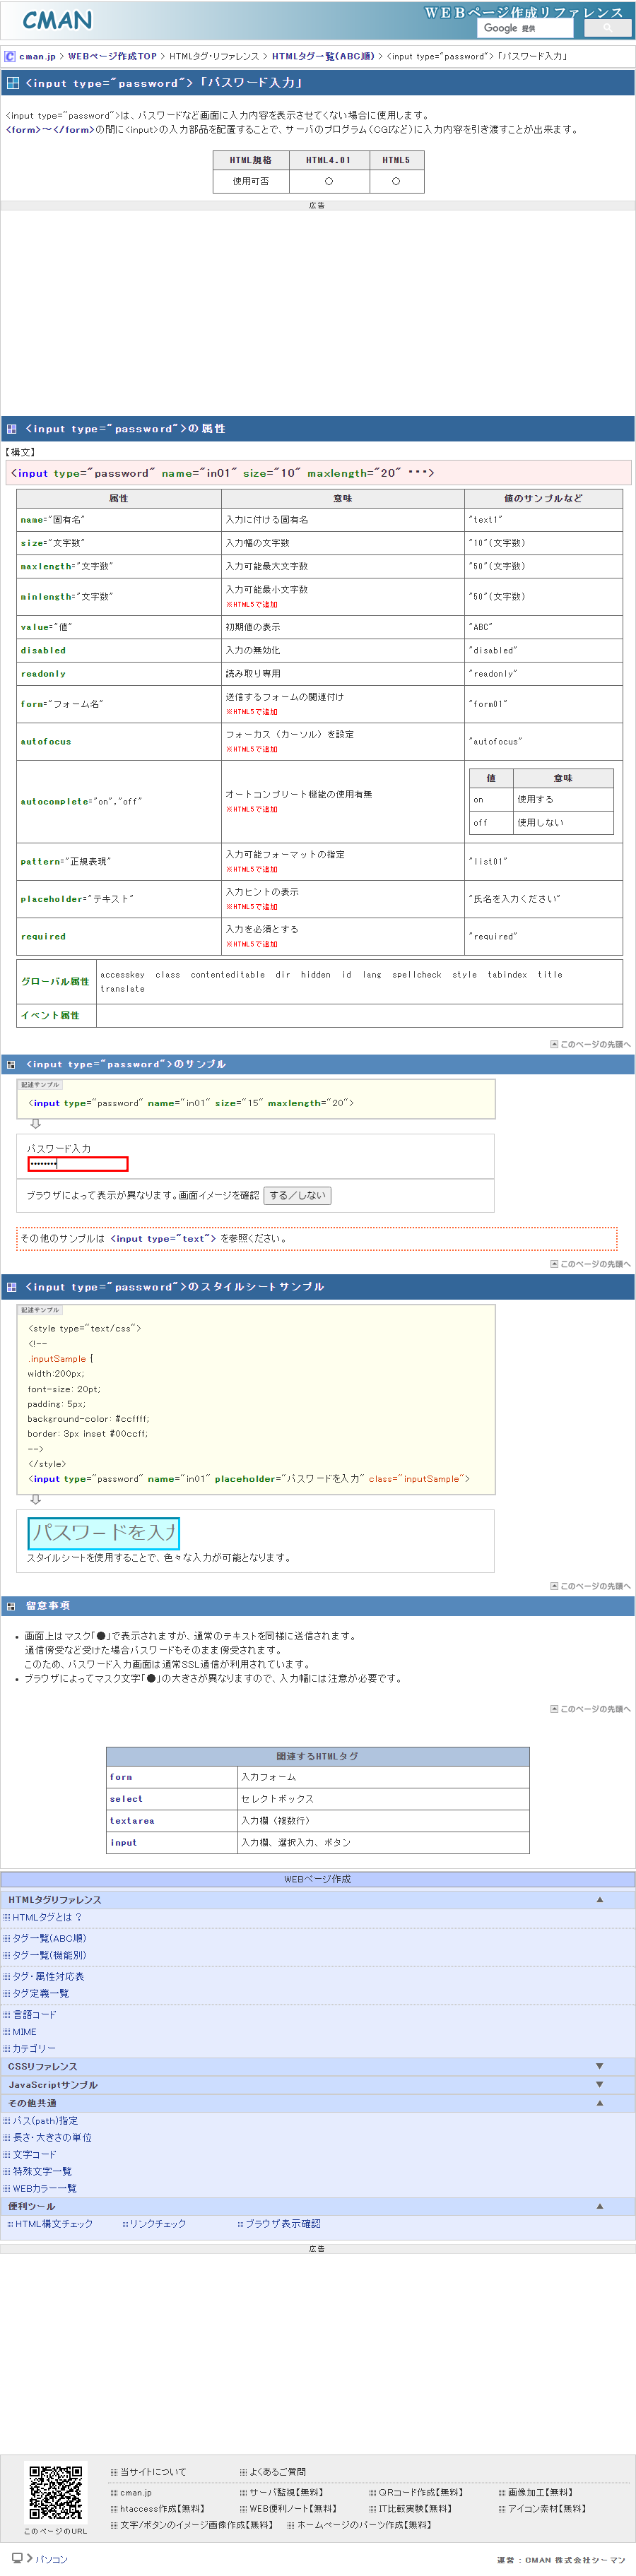 CMAN
WEBページ作成リファレンス
Google 提供
cman.jp > WEBページ作成TOP > HTMLタグ・リファレンス > HTMLタグ一覧(ABC順) > <input type="password"> 「パスワード入力」
<input type="password"> 「パスワード入力」
<input type="password">は、パスワードなど画面に入力内容を表示させてくない場合に使用します。
<form>～</form>の間に<input>の入力部品を配置することで、サーバのプログラム(CGIなど)に入力内容を引き渡すことが出来ます。
HTML規格 HTML4.01 HTML5
使用可否 ○ ○
広告
<input type="password">の属性
【構文】
<input type="password" name="in01" size="10" maxlength="20" ･･･>
属性 意味 値のサンプルなど
name="固有名" 入力に付ける固有名 "text1"
size="文字数" 入力幅の文字数 "10"(文字数)
maxlength="文字数" 入力可能最大文字数 "50"(文字数)
minlength="文字数" 入力可能最小文字数 "50"(文字数)
※HTML5で追加
value="値" 初期値の表示 "ABC"
disabled 入力の無効化 "disabled"
readonly 読み取り専用 "readonly"
form="フォーム名" 送信するフォームの関連付け "form01"
※HTML5で追加
autofocus フォーカス（カーソル）を設定 "autofocus"
※HTML5で追加
autocomplete="on","off" オートコンプリート機能の使用有無
※HTML5で追加
値 意味
on 使用する
off 使用しない
pattern="正規表現" 入力可能フォーマットの指定 "list01"
※HTML5で追加
placeholder="テキスト" 入力ヒントの表示 "氏名を入力ください"
※HTML5で追加
required 入力を必須とする "required"
※HTML5で追加
グローバル属性 accesskey class contenteditable dir hidden id lang spellcheck style tabindex title
translate
イベント属性
このページの先頭へ
<input type="password">のサンプル
記述サンプル
<input type="password" name="in01" size="15" maxlength="20">
パスワード入力
••••••••
ブラウザによって表示が異なります。画面イメージを確認 する／しない
その他のサンプルは <input type="text"> を参照ください。
このページの先頭へ
<input type="password">のスタイルシートサンプル
記述サンプル
<style type="text/css">
<!--
.inputSample {
width:200px;
font-size: 20pt;
padding: 5px;
background-color: #ccffff;
border: 3px inset #00ccff;
-->
</style>
<input type="password" name="in01" placeholder="パスワードを入力" class="inputSample">
パスワードを入力
スタイルシートを使用することで、色々な入力が可能となります。
このページの先頭へ
留意事項
• 画面上はマスク「●」で表示されますが、通常のテキストを同様に送信されます。
通信傍受など受けた場合パスワードもそのまま傍受されます。
このため、パスワード入力画面は通常SSL通信が利用されています。
• ブラウザによってマスク文字「●」の大きさが異なりますので、入力幅には注意が必要です。
このページの先頭へ
関連するHTMLタグ
form 入力フォーム
select セレクトボックス
textarea 入力欄（複数行）
input 入力欄、選択入力、ボタン
WEBページ作成
HTMLタグリファレンス ▲
HTMLタグとは？
タグ一覧(ABC順)
タグ一覧(機能別)
タグ・属性対応表
タグ定義一覧
言語コード
MIME
カテゴリー
CSSリファレンス ▼
JavaScriptサンプル ▼
その他共通 ▲
パス(path)指定
長さ・大きさの単位
文字コード
特殊文字一覧
WEBカラー一覧
便利ツール ▲
HTML構文チェック リンクチェック ブラウザ表示確認
広告
このページのURL
当サイトについて よくあるご質問
cman.jp サーバ監視【無料】 QRコード作成【無料】 画像加工【無料】
htaccess作成【無料】 WEB便利ノート【無料】 IT比較実験【無料】 アイコン素材【無料】
文字/ボタンのイメージ画像作成【無料】 ホームページのパーツ作成【無料】
> パソコン
運営 : CMAN 株式会社シーマン